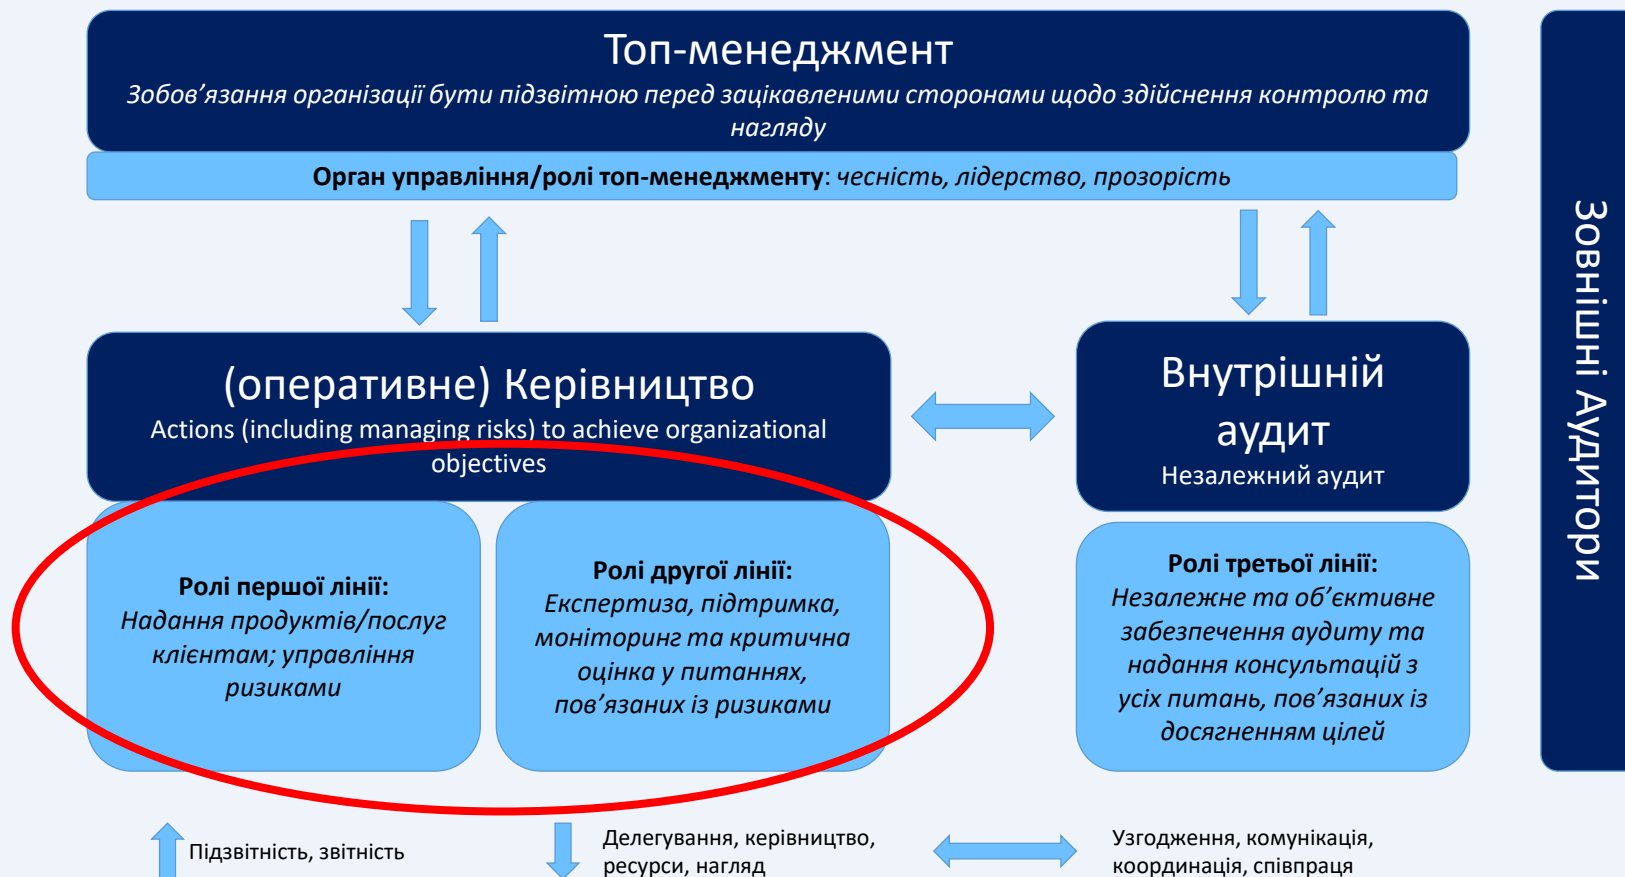 Топ-менеджмент
Зобов’язання організації бути підзвітною перед зацікавленими сторонами щодо здійснення контролю та
нагляду
Орган управління/ролі топ-менеджменту: чесність, лідерство, прозорість
(оперативне) Керівництво
Actions (including managing risks) to achieve organizational
objectives
Внутрішній
аудит
Незалежний аудит
Ролі першої лінії:
Надання продуктів/послуг
клієнтам; управління
ризиками
Ролі другої лінії:
Експертиза, підтримка,
моніторинг та критична
оцінка у питаннях,
пов’язаних із ризиками
Ролі третьої лінії:
Незалежне та об’єктивне
забезпечення аудиту та
надання консультацій з
усіх питань, пов’язаних із
досягненням цілей
Зовнішні Аудитори
Підзвітність, звітність
Делегування, керівництво,
ресурси, нагляд
Узгодження, комунікація,
координація, співпраця